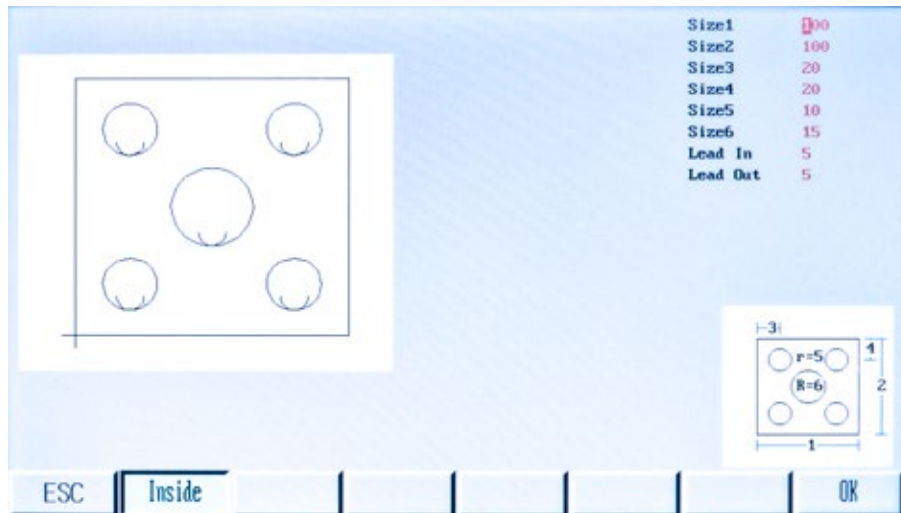 Size1 100
Size2 100
Size3 20
Size4 20
Size5 10
Size6 15
Lead In 5
Lead Out 5
3
r=5
4
R=6
2
1
ESC Inside OK